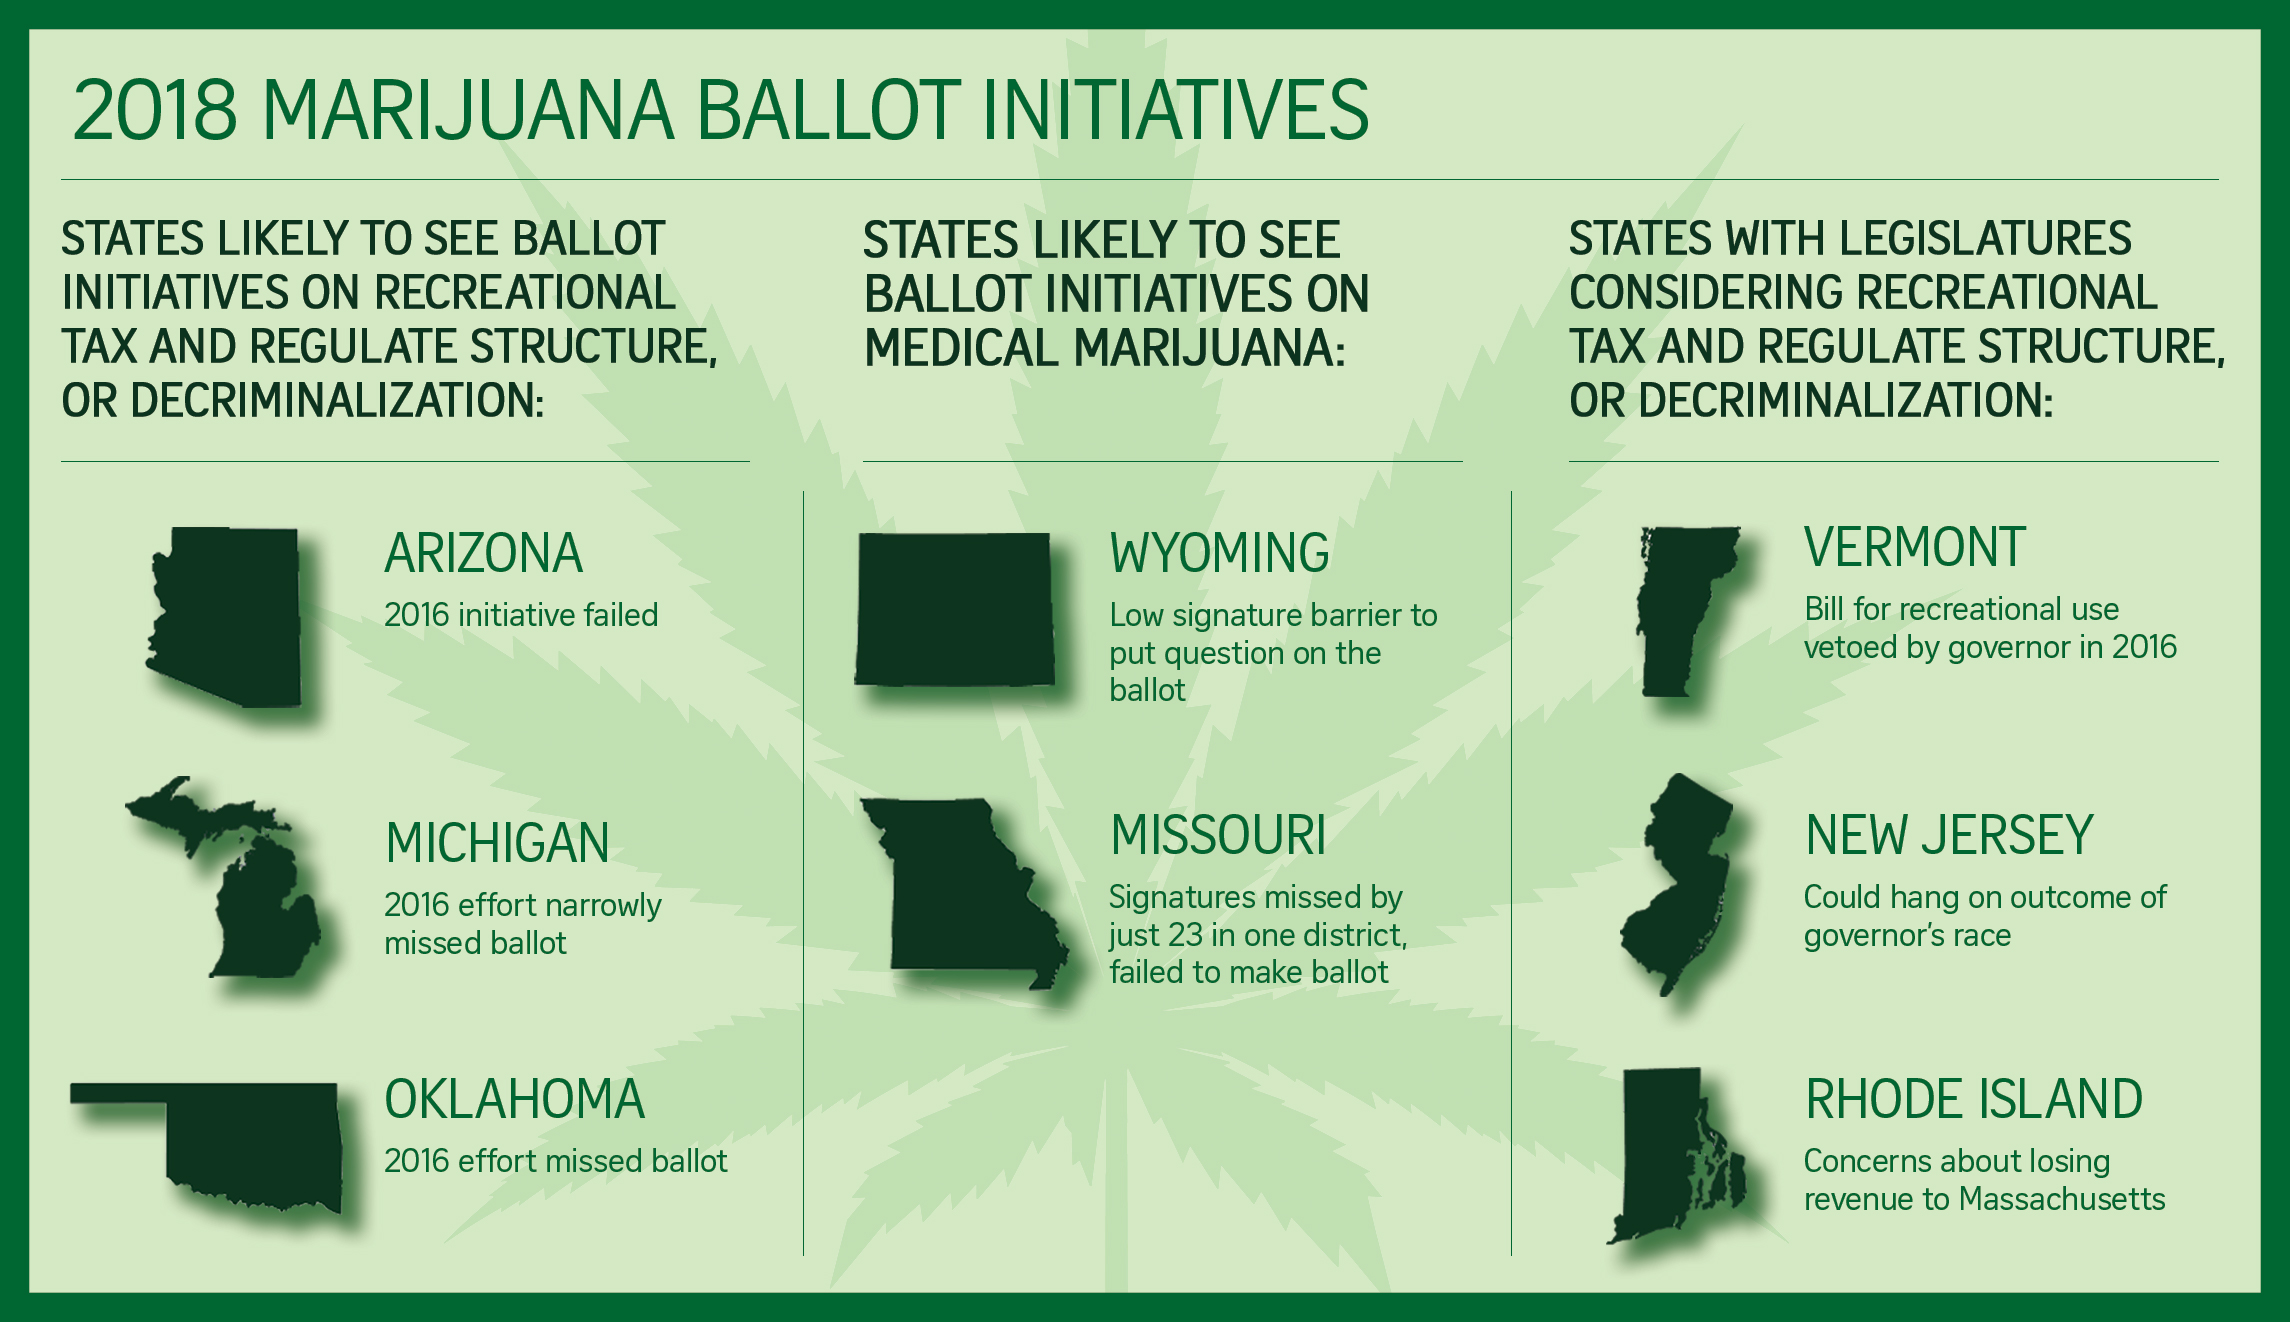 2018 MARIJUANA BALLOT INITIATIVES
STATES LIKELY TO SEE BALLOT
INITIATIVES ON RECREATIONAL
TAX AND REGULATE STRUCTURE,
OR DECRIMINALIZATION:
ARIZONA
2016 initiative failed
MICHIGAN
2016 effort narrowly
missed ballot
OKLAHOMA
2016 effort missed ballot
STATES LIKELY TO SEE
BALLOT INITIATIVES ON
MEDICAL MARIJUANA:
WYOMING
Low signature barrier to
put question on the
ballot
MISSOURI
Signatures missed by
just 23 in one district,
failed to make ballot
STATES WITH LEGISLATURES
CONSIDERING RECREATIONAL
TAX AND REGULATE STRUCTURE,
OR DECRIMINALIZATION:
VERMONT
Bill for recreational use
vetoed by governor in 2016
NEW JERSEY
Could hang on outcome of
governor's race
RHODE ISLAND
Concerns about losing
revenue to Massachusetts